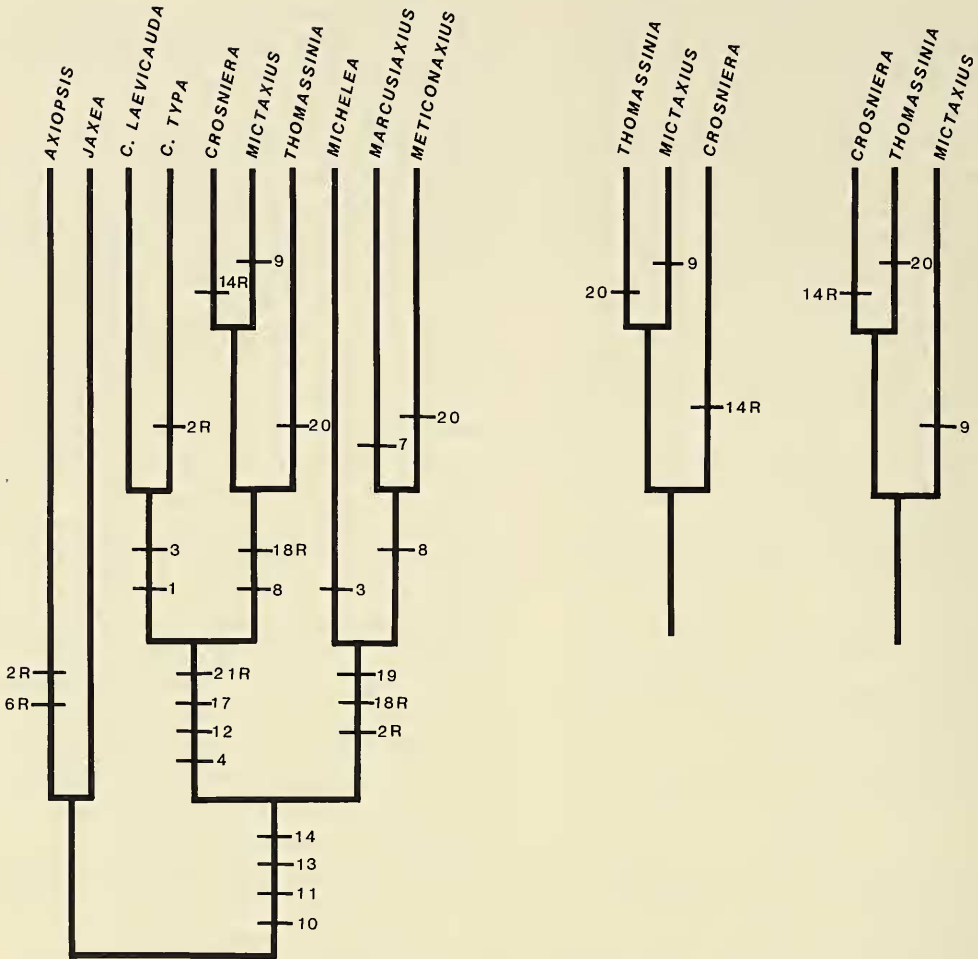 AXIOPSIS
JAXEA
C. LAEVICAUDA
C. TYPA
CROSNIERA
MICTAXIUS
THOMASSINIA
MICHELEA
MARCUSIAXIUS
METICONAXIUS
9
14R
2R
20
7
20
3
1
18R
8
3
8
2R
6R
21R
17
12
4
19
18R
2R
14
13
11
10
THOMASSINIA
MICTAXIUS
CROSNIERA
9
20
14R
CROSNIERA
THOMASSINIA
MICTAXIUS
20
14R
9